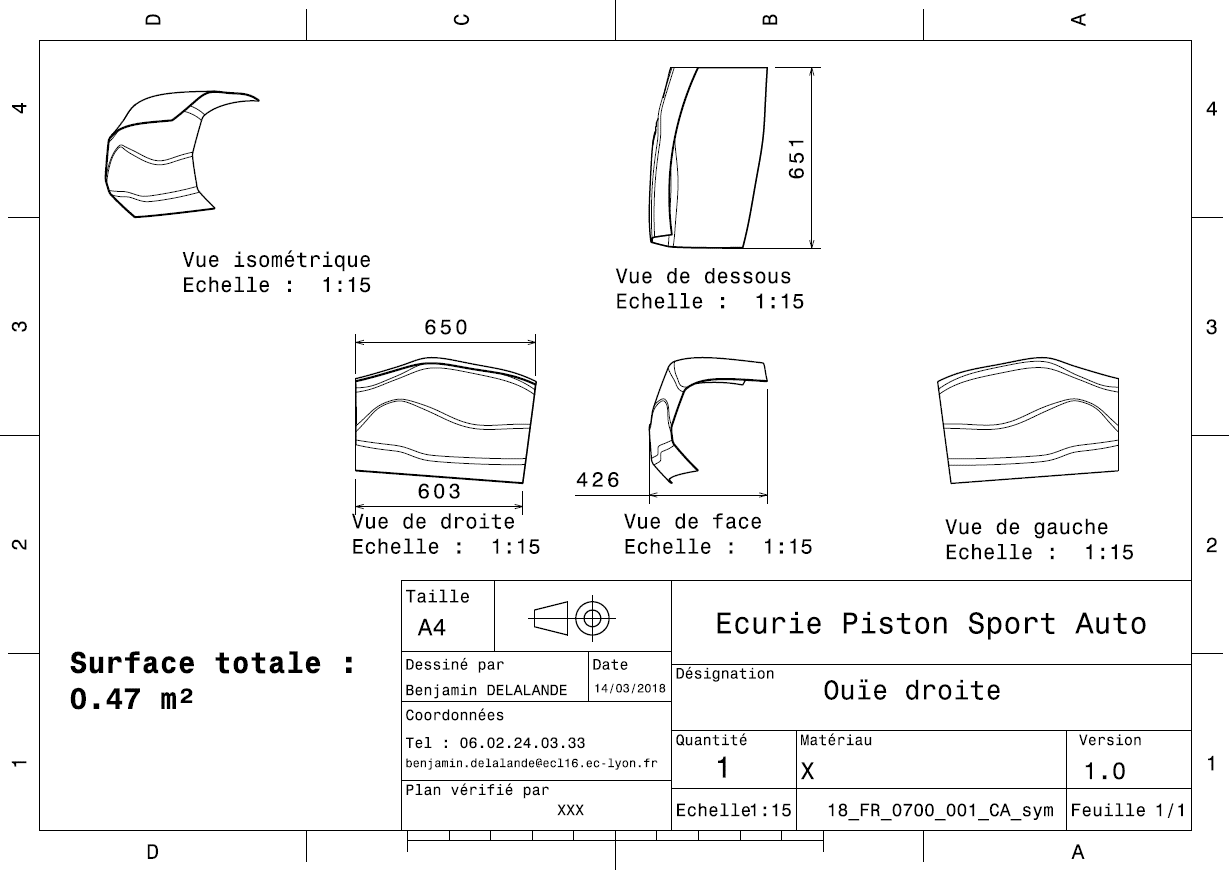 D
C
B
A
4
4
651
Vue isométrique
Echelle :  1:15
Vue de dessous
Echelle :  1:15
3
3
650
603
426
Vue de droite
Echelle :  1:15
Vue de face
Echelle :  1:15
Vue de gauche
Echelle :  1:15
2
2
Surface totale :
0.47 m²
Taille
A4
Ecurie Piston Sport Auto
Dessiné par
Benjamin DELALANDE
Date
14/03/2018
Désignation
Ouïe droite
Coordonnées
Tel : 06.02.24.03.33
benjamin.delalande@ecl16.ec-lyon.fr
Quantité
1
Matériau
X
Version
1.0
Plan vérifié par
XXX
Echelle1:15
18_FR_0700_001_CA_sym
Feuille 1/1
1
1
D
A